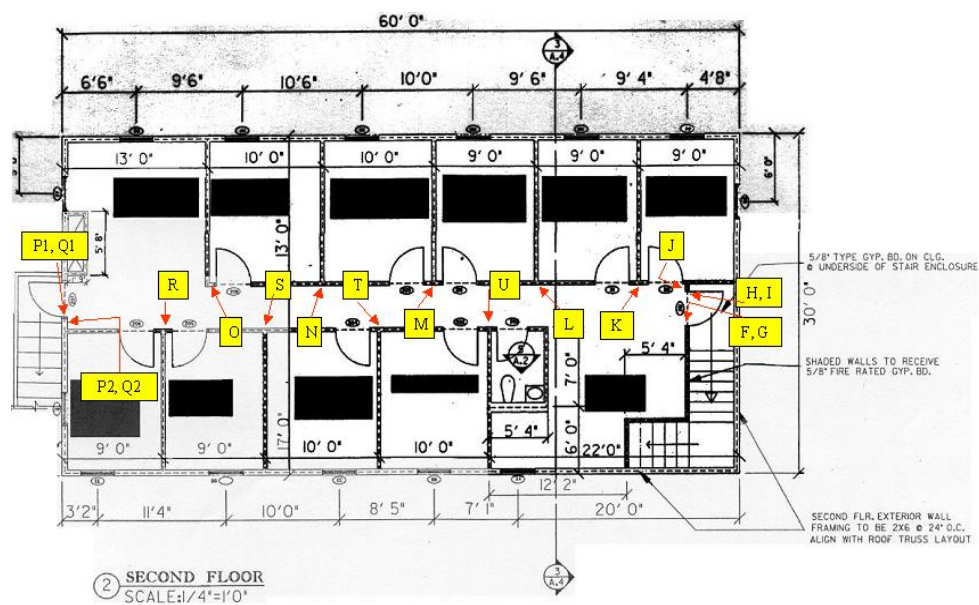 60' 0"
3
A.4
6'6"
9'6"
10'6"
10'0"
9' 6"
9' 4"
4'8"
13' 0"
10' 0"
10' 0"
9' 0"
9' 0"
9' 0"
6' 0"
5' 8"
13' 0"
P1, Q1
R
S
T
U
J
5/8" TYPE GYP. BD. ON CLG.
@ UNDERSIDE OF STAIR ENCLOSURE
H, I
30' 0"
O
N
M
L
K
F, G
P2, Q2
A.2
7' 0"
5' 4"
SHADED WALLS TO RECEIVE
5/8" FIRE RATED GYP. BD.
9' 0"
9' 0"
17' 0"
10' 0"
10' 0"
5' 4"
6' 0"
22'0"
12' 2"
3'2"
11'4"
10'0"
8' 5"
7' 1"
20' 0"
SECOND FLR. EXTERIOR WALL
FRAMING TO BE 2X6 @ 24" O.C.
ALIGN WITH ROOF TRUSS LAYOUT
2
SECOND FLOOR
SCALE:1/4"=1'0"
3
A.4